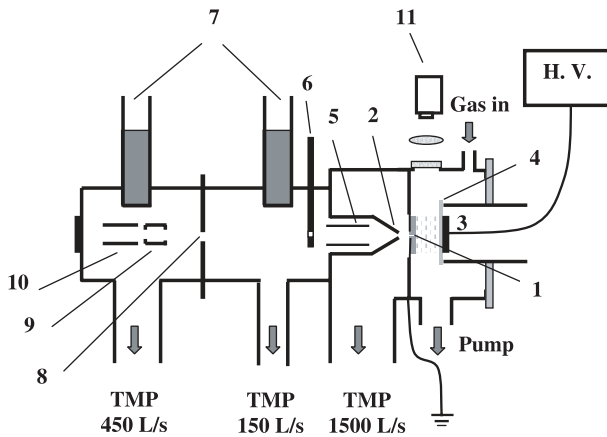 7
11
H. V.
6
Gas in
5
2
4
3
10
9
8
1
Pump
TMP
450 L/s
TMP
150 L/s
TMP
1500 L/s